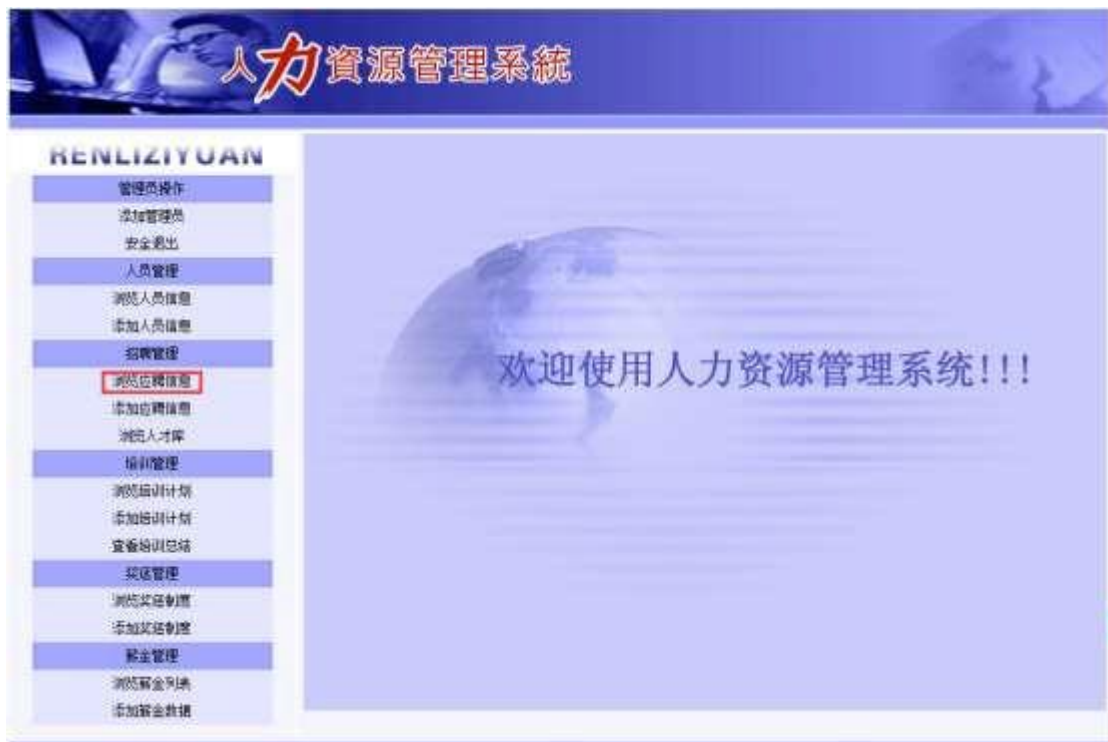 人力資源管理系統
RENLIZIYUAN
管理员操作
添加管理员
安全退出
人员管理
浏览人员信息
添加人员信息
招聘管理
浏览应聘信息
添加应聘信息
浏览人才库
欢迎使用人力资源管理系统!!!
培训管理
浏览培训计划
添加培训计划
查看培训总结
奖惩管理
浏览奖惩制度
添加奖惩制度
薪金管理
浏览薪金列表
添加薪金数据